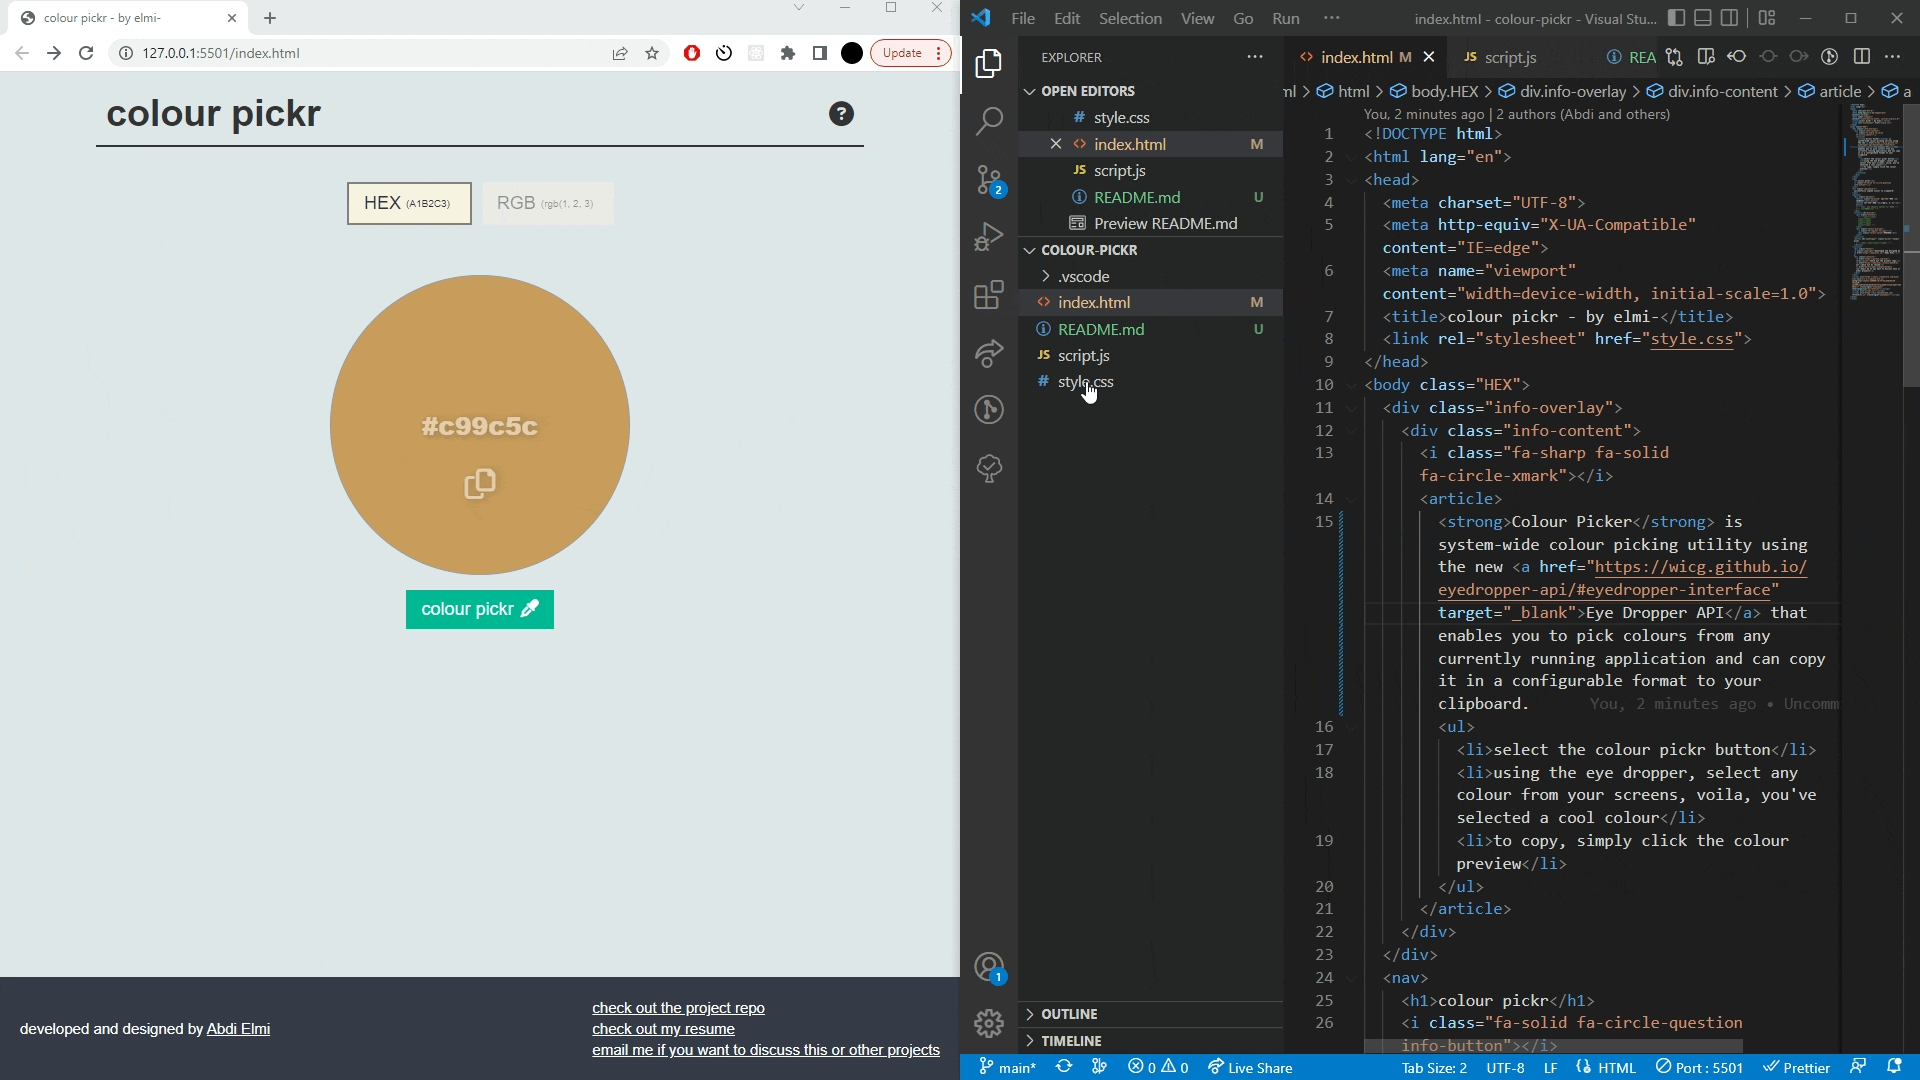 colour pickr - by elmi-
127.0.0.1:5501/index.html
Update
colour pickr
HEX (A1B2C3)
RGB (rgb(1, 2, 3)
#c99c5c
colour pickr
developed and designed by Abdi Elmi
check out the project repo
check out my resume
email me if you want to discuss this or other projects
File Edit Selection View Go Run ··· index.html - colour-pickr - Visual Stu...
EXPLORER
OPEN EDITORS
# style.css
<> index.html M
JS script.js
README.md U
Preview README.md
COLOUR-PICKR
> .vscode
<> index.html M
README.md U
JS script.js
# style.css
OUTLINE
TIMELINE
2
1
<> index.html M JS script.js REA
ml > html > body.HEX > div.info-overlay > div.info-content > article > a
You, 2 minutes ago | 2 authors (Abdi and others)
1 <!DOCTYPE html>
2 <html lang="en">
3 <head>
4 <meta charset="UTF-8">
5 <meta http-equiv="X-UA-Compatible"
content="IE=edge">
6 <meta name="viewport"
content="width=device-width, initial-scale=1.0">
7 <title>colour pickr - by elmi-</title>
8 <link rel="stylesheet" href="style.css">
9 </head>
10 <body class="HEX">
11 <div class="info-overlay">
12 <div class="info-content">
13 <i class="fa-sharp fa-solid
fa-circle-xmark"></i>
14 <article>
15 <strong>Colour Picker</strong> is
system-wide colour picking utility using
the new <a href="https://wicg.github.io/
eyedropper-api/#eyedropper-interface"
target="_blank">Eye Dropper API</a> that
enables you to pick colours from any
currently running application and can copy
it in a configurable format to your
clipboard. You, 2 minutes ago • Uncomm
16 <ul>
17 <li>select the colour pickr button</li>
18 <li>using the eye dropper, select any
colour from your screens, voila, you've
selected a cool colour</li>
19 <li>to copy, simply click the colour
preview</li>
20 </ul>
21 </article>
22 </div>
23 </div>
24 <nav>
25 <h1>colour pickr</h1>
26 <i class="fa-solid fa-circle-question
info-button"></i>
main* 0 0 Live Share Tab Size: 2 UTF-8 LF HTML Port : 5501 Prettier